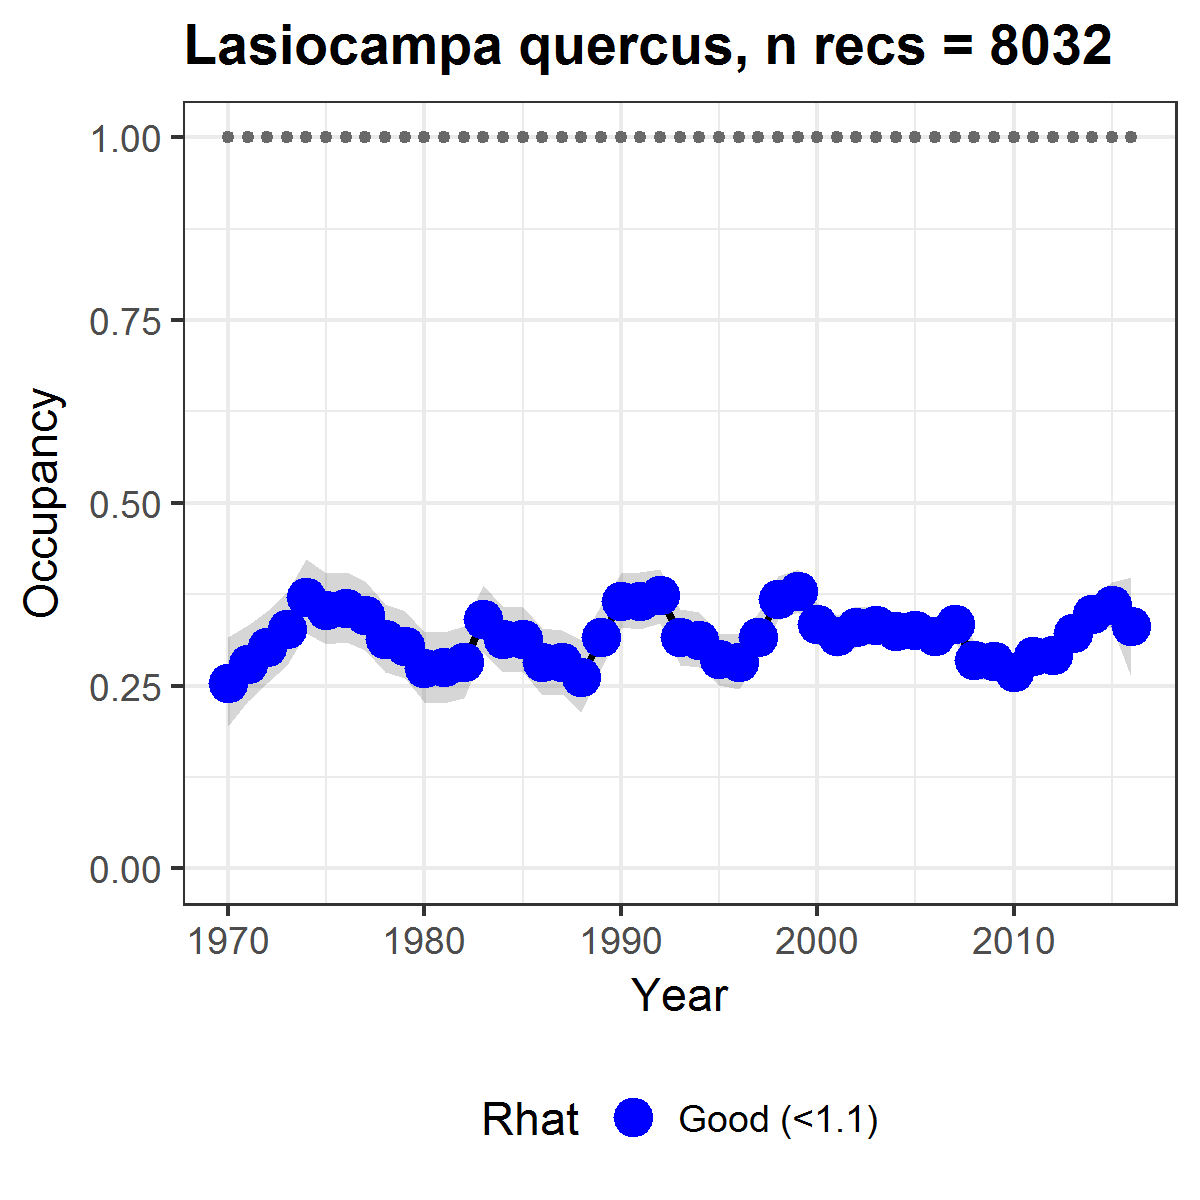 Lasiocampa quercus, n recs = 8032
1.00
0.75
0.50
0.25
0.00
Occupancy
1970 1980 1990 2000 2010
Year
Rhat Good (<1.1)